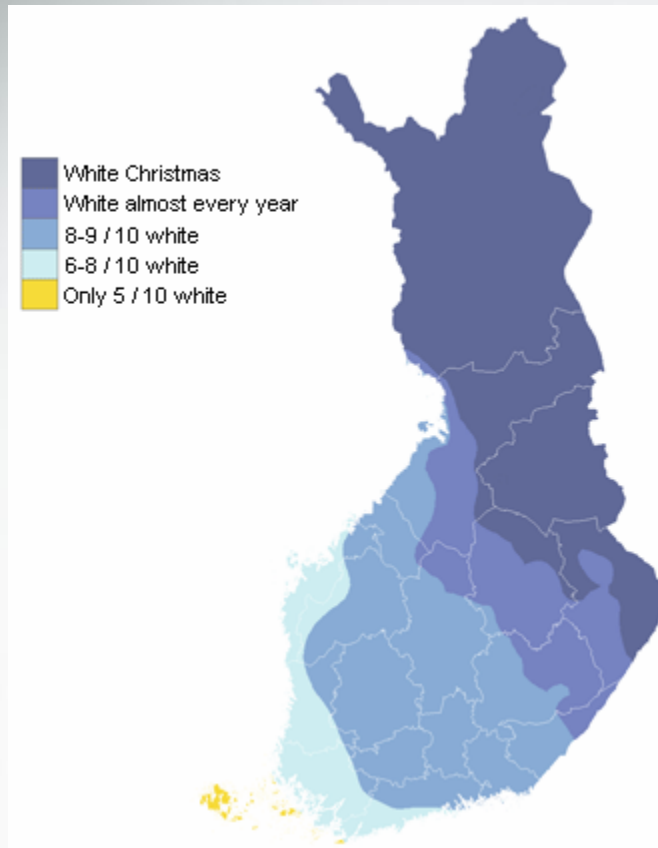 White Christmas
White almost every year
8-9 / 10 white
6-8 / 10 white
Only 5 / 10 white